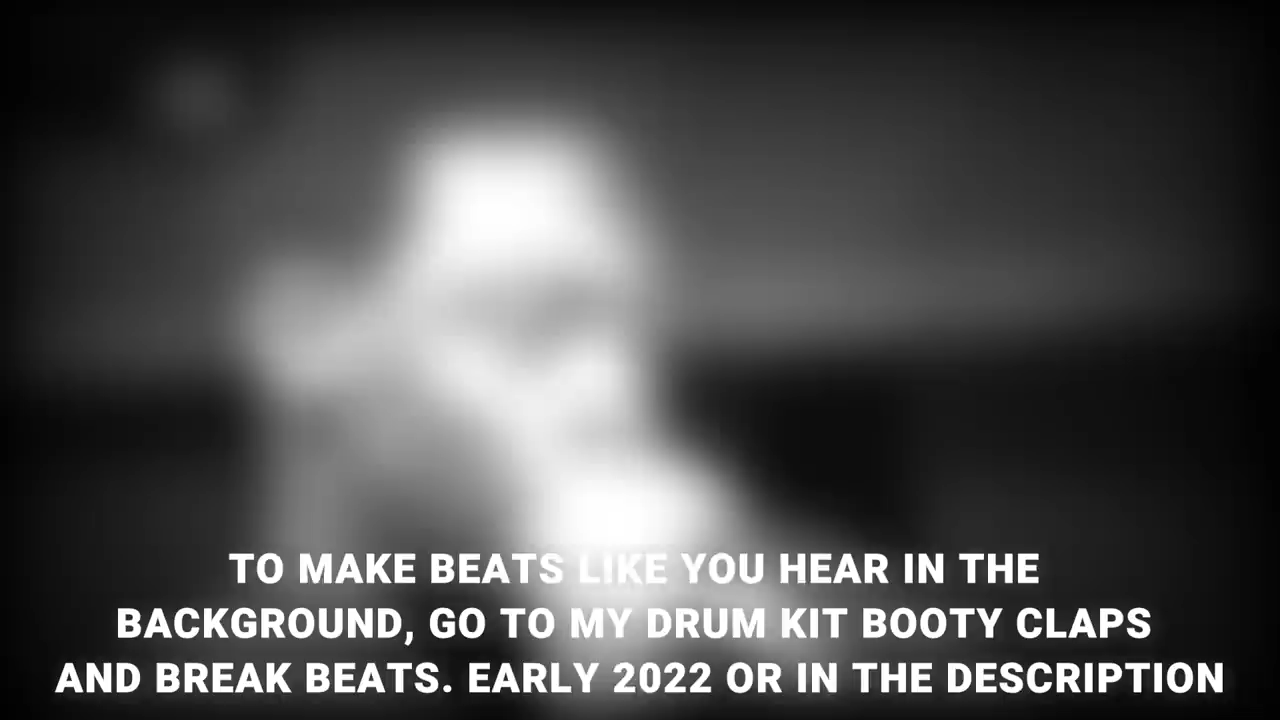 TO MAKE BEATS LIKE YOU HEAR IN THE
BACKGROUND, GO TO MY DRUM KIT BOOTY CLAPS
AND BREAK BEATS. EARLY 2022 OR IN THE DESCRIPTION